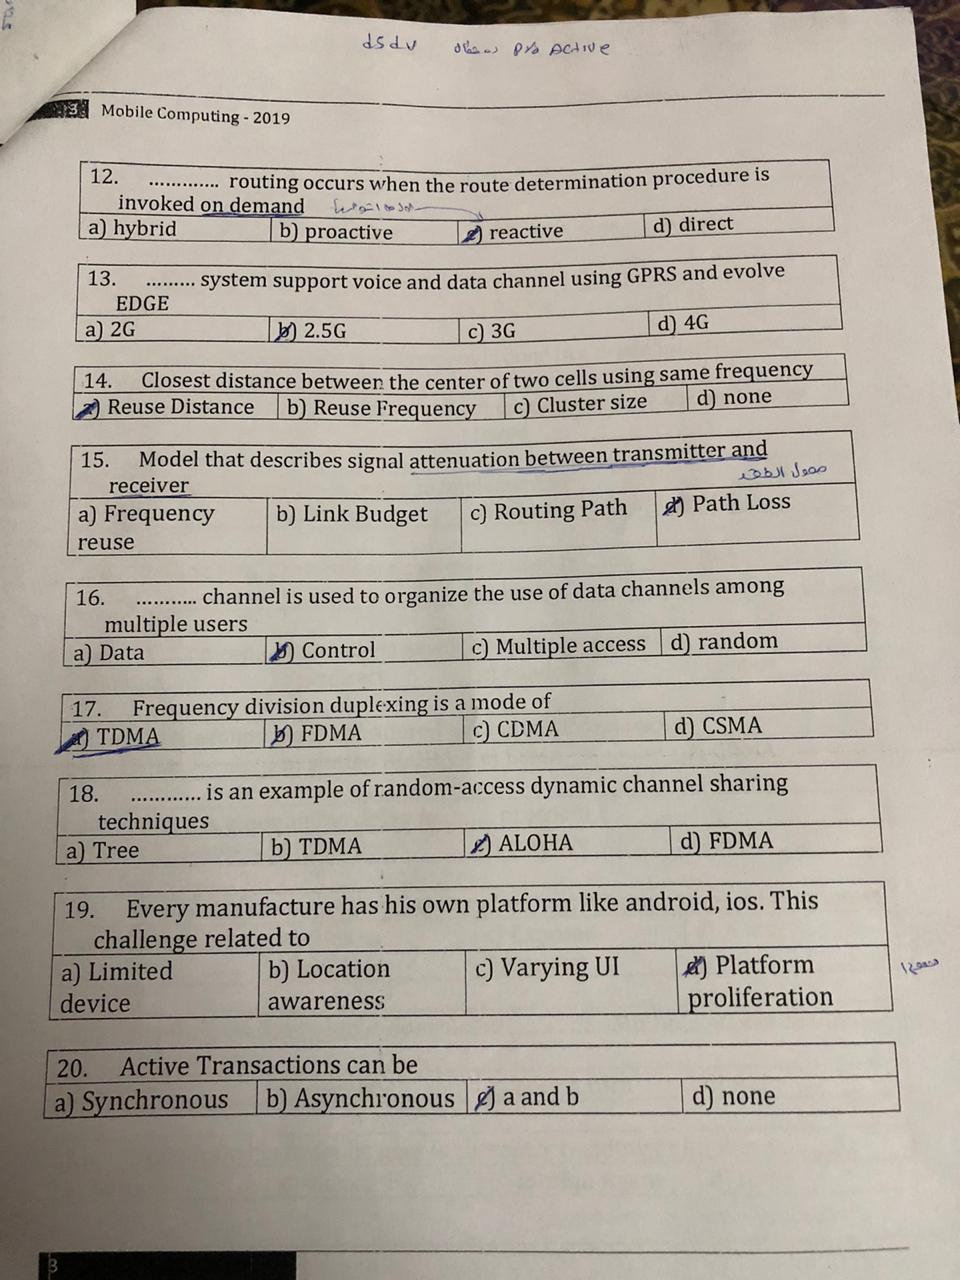 dsdv Pro Active
3 Mobile Computing - 2019
12. ............. routing occurs when the route determination procedure is
invoked on demand
a) hybrid b) proactive c) reactive d) direct
13. ......... system support voice and data channel using GPRS and evolve
EDGE
a) 2G b) 2.5G c) 3G d) 4G
14. Closest distance between the center of two cells using same frequency
a) Reuse Distance b) Reuse Frequency c) Cluster size d) none
15. Model that describes signal attenuation between transmitter and
receiver
a) Frequency b) Link Budget c) Routing Path d) Path Loss
reuse
16. ........... channel is used to organize the use of data channels among
multiple users
a) Data b) Control c) Multiple access d) random
17. Frequency division duplexing is a mode of
a) TDMA b) FDMA c) CDMA d) CSMA
18. ............ is an example of random-access dynamic channel sharing
techniques
a) Tree b) TDMA c) ALOHA d) FDMA
19. Every manufacture has his own platform like android, ios. This
challenge related to
a) Limited b) Location c) Varying UI d) Platform
device awareness proliferation
20. Active Transactions can be
a) Synchronous b) Asynchronous c) a and b d) none
3